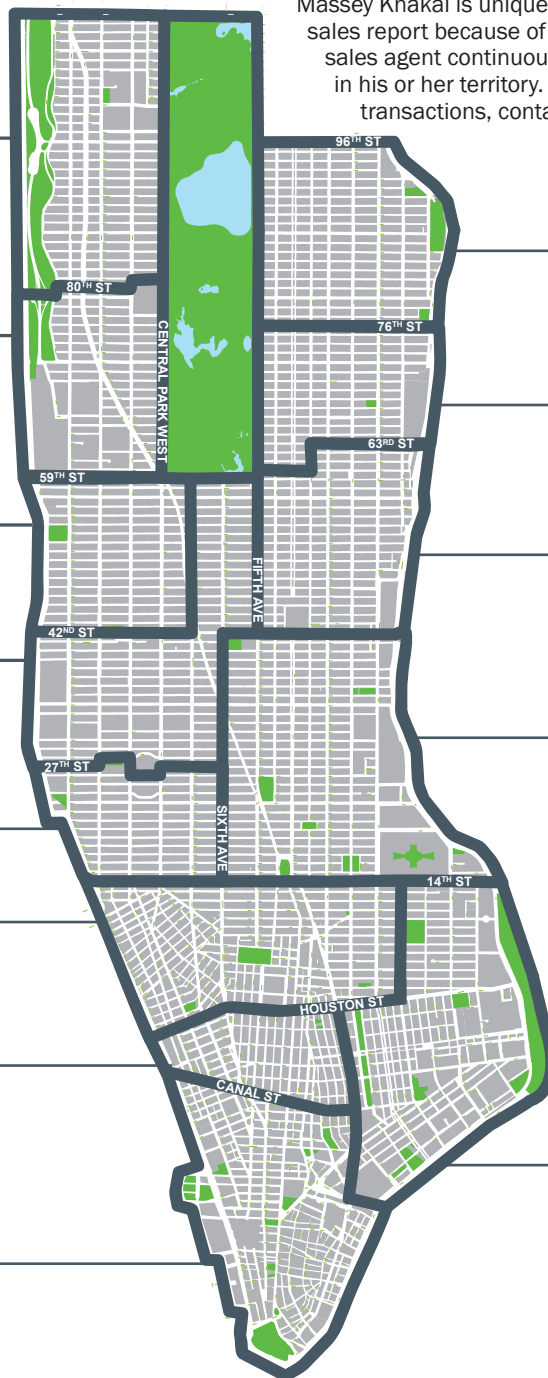 Massey Knakal is unique
sales report because of
sales agent continuou
in his or her territory.
transactions, conta
96TH ST
80TH ST
76TH ST
CENTRAL PARK WEST
63RD ST
59TH ST
FIFTH AVE
42ND ST
27TH ST
SIXTH AVE
14TH ST
HOUSTON ST
CANAL ST